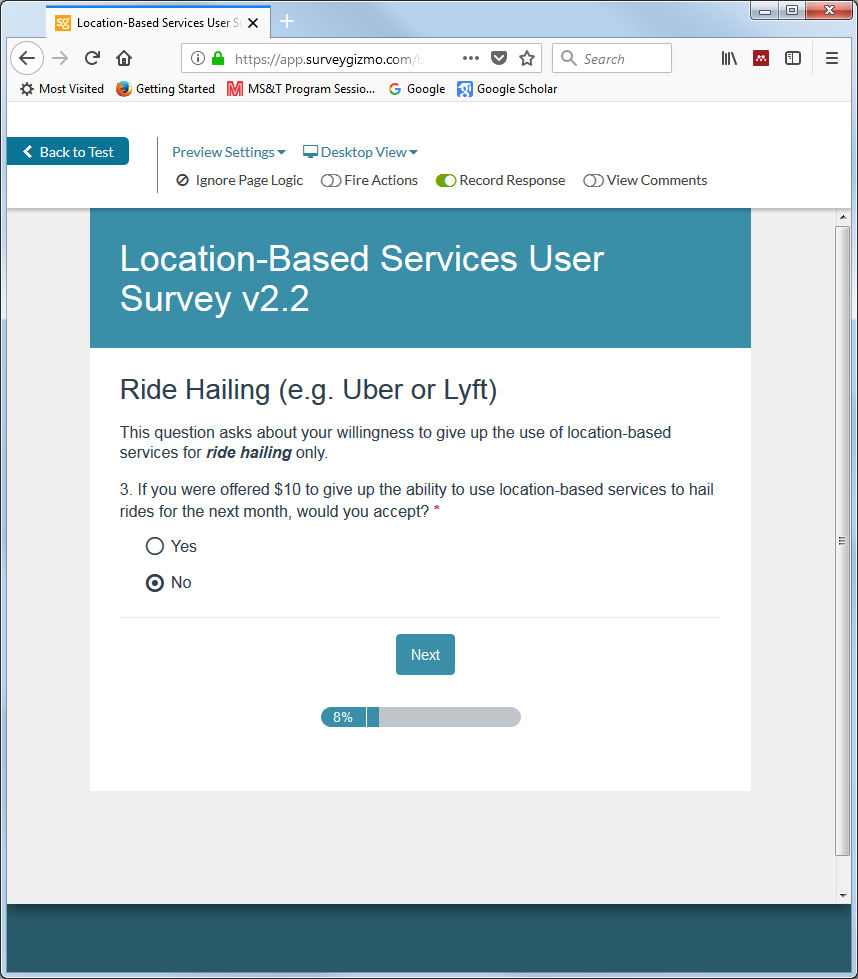 Location-Based Services User S
https://app.surveygizmo.com/b
Search
Most Visited
Getting Started
MS&T Program Sessio...
Google
Google Scholar
Back to Test
Preview Settings
Desktop View
Ignore Page Logic
Fire Actions
Record Response
View Comments
Location-Based Services User
Survey v2.2
Ride Hailing (e.g. Uber or Lyft)
This question asks about your willingness to give up the use of location-based
services for ride hailing only.
3. If you were offered $10 to give up the ability to use location-based services to hail
rides for the next month, would you accept? *
Yes
No
Next
8%